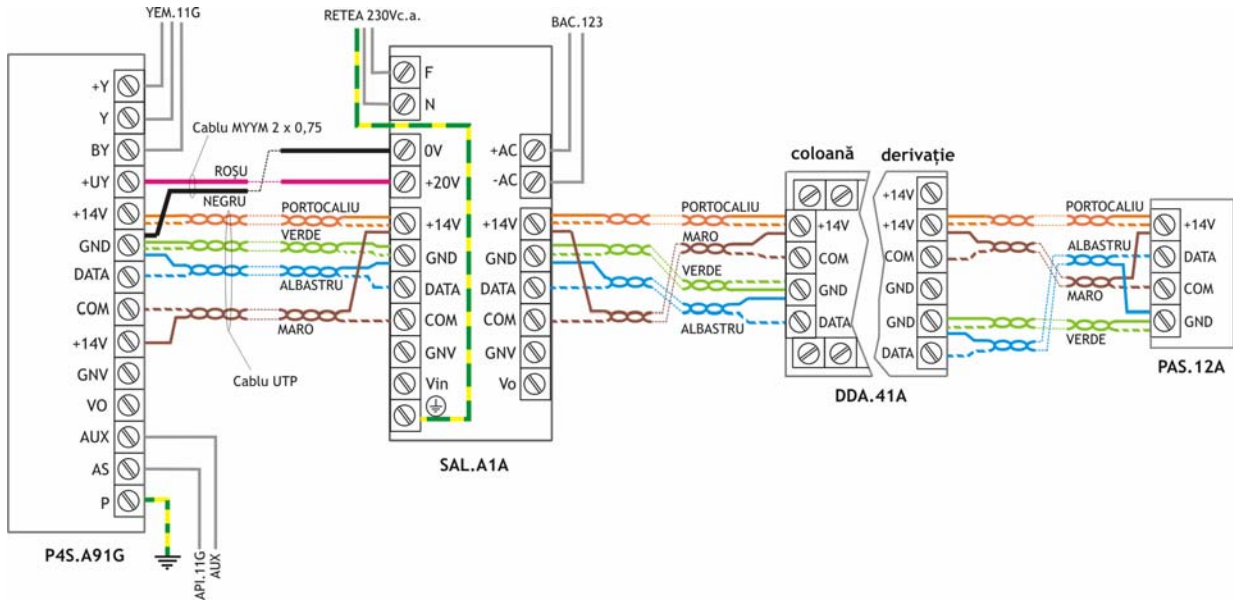 YEM.11G
RETEA 230Vc.a.
BAC.123
+Y
Y
BY
+UY
+14V
GND
DATA
COM
+14V
GNV
VO
AUX
AS
P
P4S.A91G
API.11G
AUX
Cablu MYYM 2 x 0,75
ROȘU
NEGRU
PORTOCALIU
VERDE
ALBASTRU
MARO
Cablu UTP
F
N
0V
+20V
+14V
GND
DATA
COM
GNV
Vin
+AC
-AC
+14V
GND
DATA
COM
GNV
Vo
SAL.A1A
PORTOCALIU
MARO
VERDE
ALBASTRU
coloană
derivație
+14V
COM
GND
DATA
+14V
+14V
COM
GND
GND
DATA
DDA.41A
PORTOCALIU
ALBASTRU
MARO
VERDE
+14V
DATA
COM
GND
PAS.12A